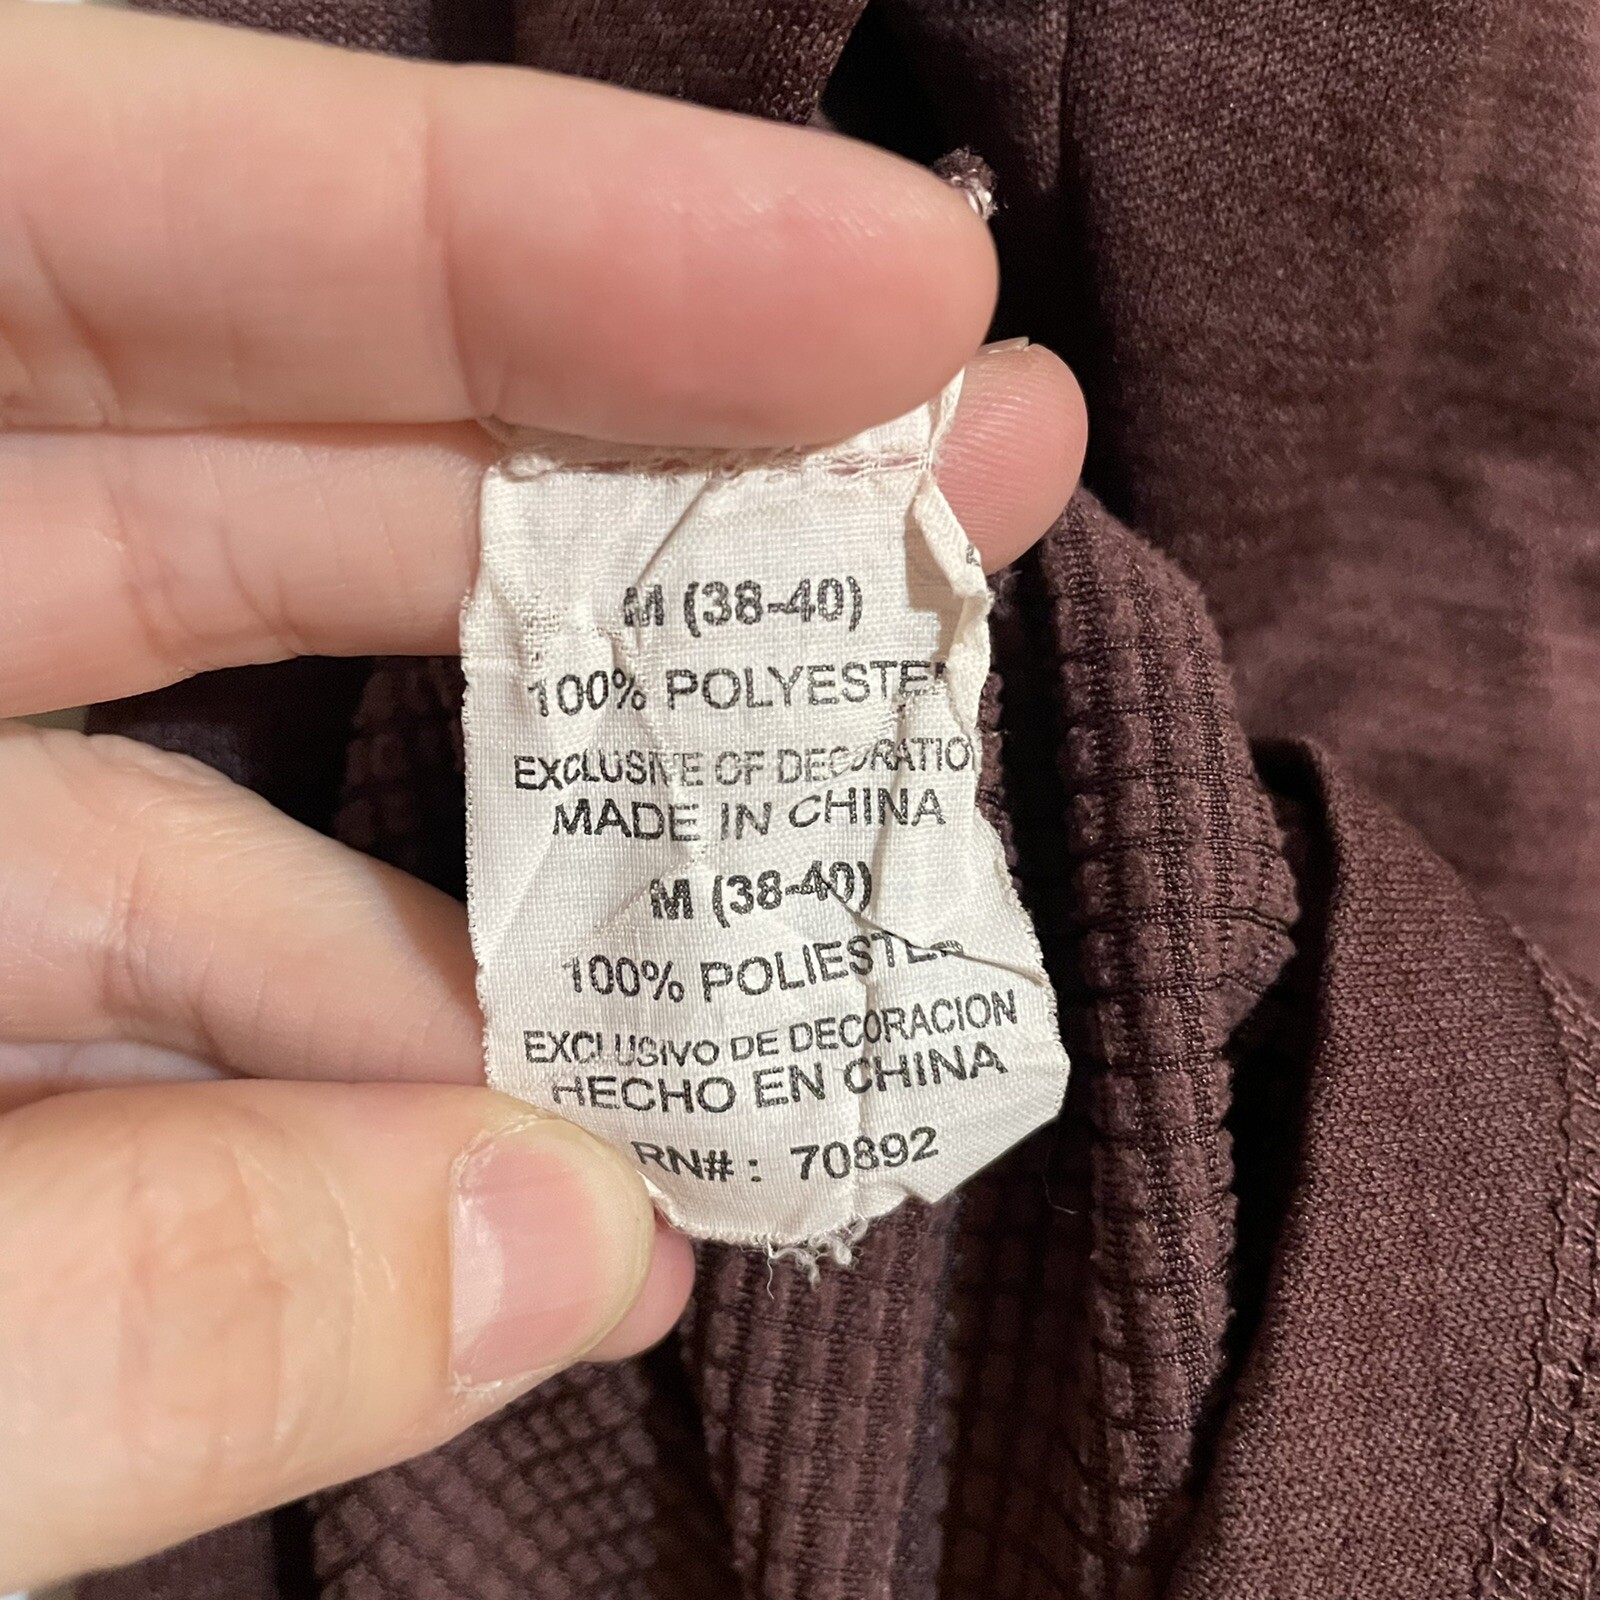 M (38-40)
100% POLYESTER
EXCLUSIVE OF DECORATIO
MADE IN CHINA
M (38-40)
100% POLIESTER
EXCLUSIVO DE DECORACION
HECHO EN CHINA
RN# : 70892